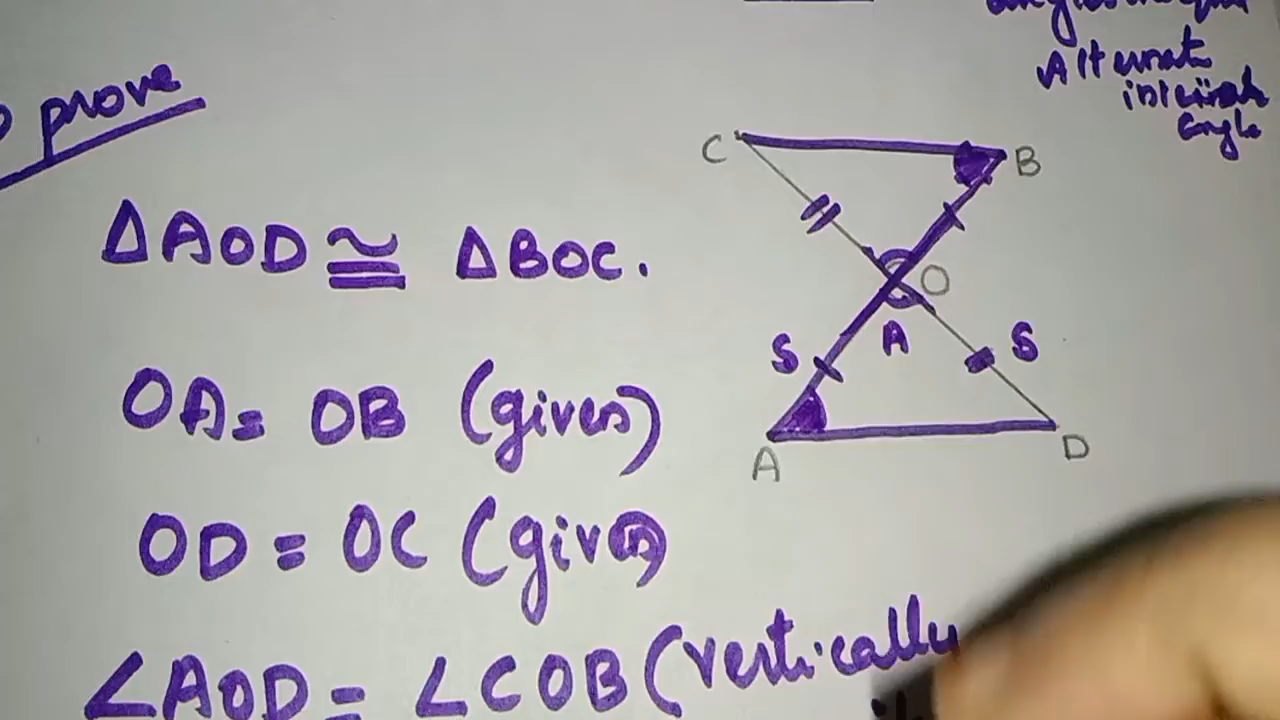 Alternate
interior
angle
prove
C
B
ΔAOD ≅ ΔBOC.
O
A
S
S
OA = OB (given)
A
D
OD = OC (given)
∠AOD = ∠COB (vertically